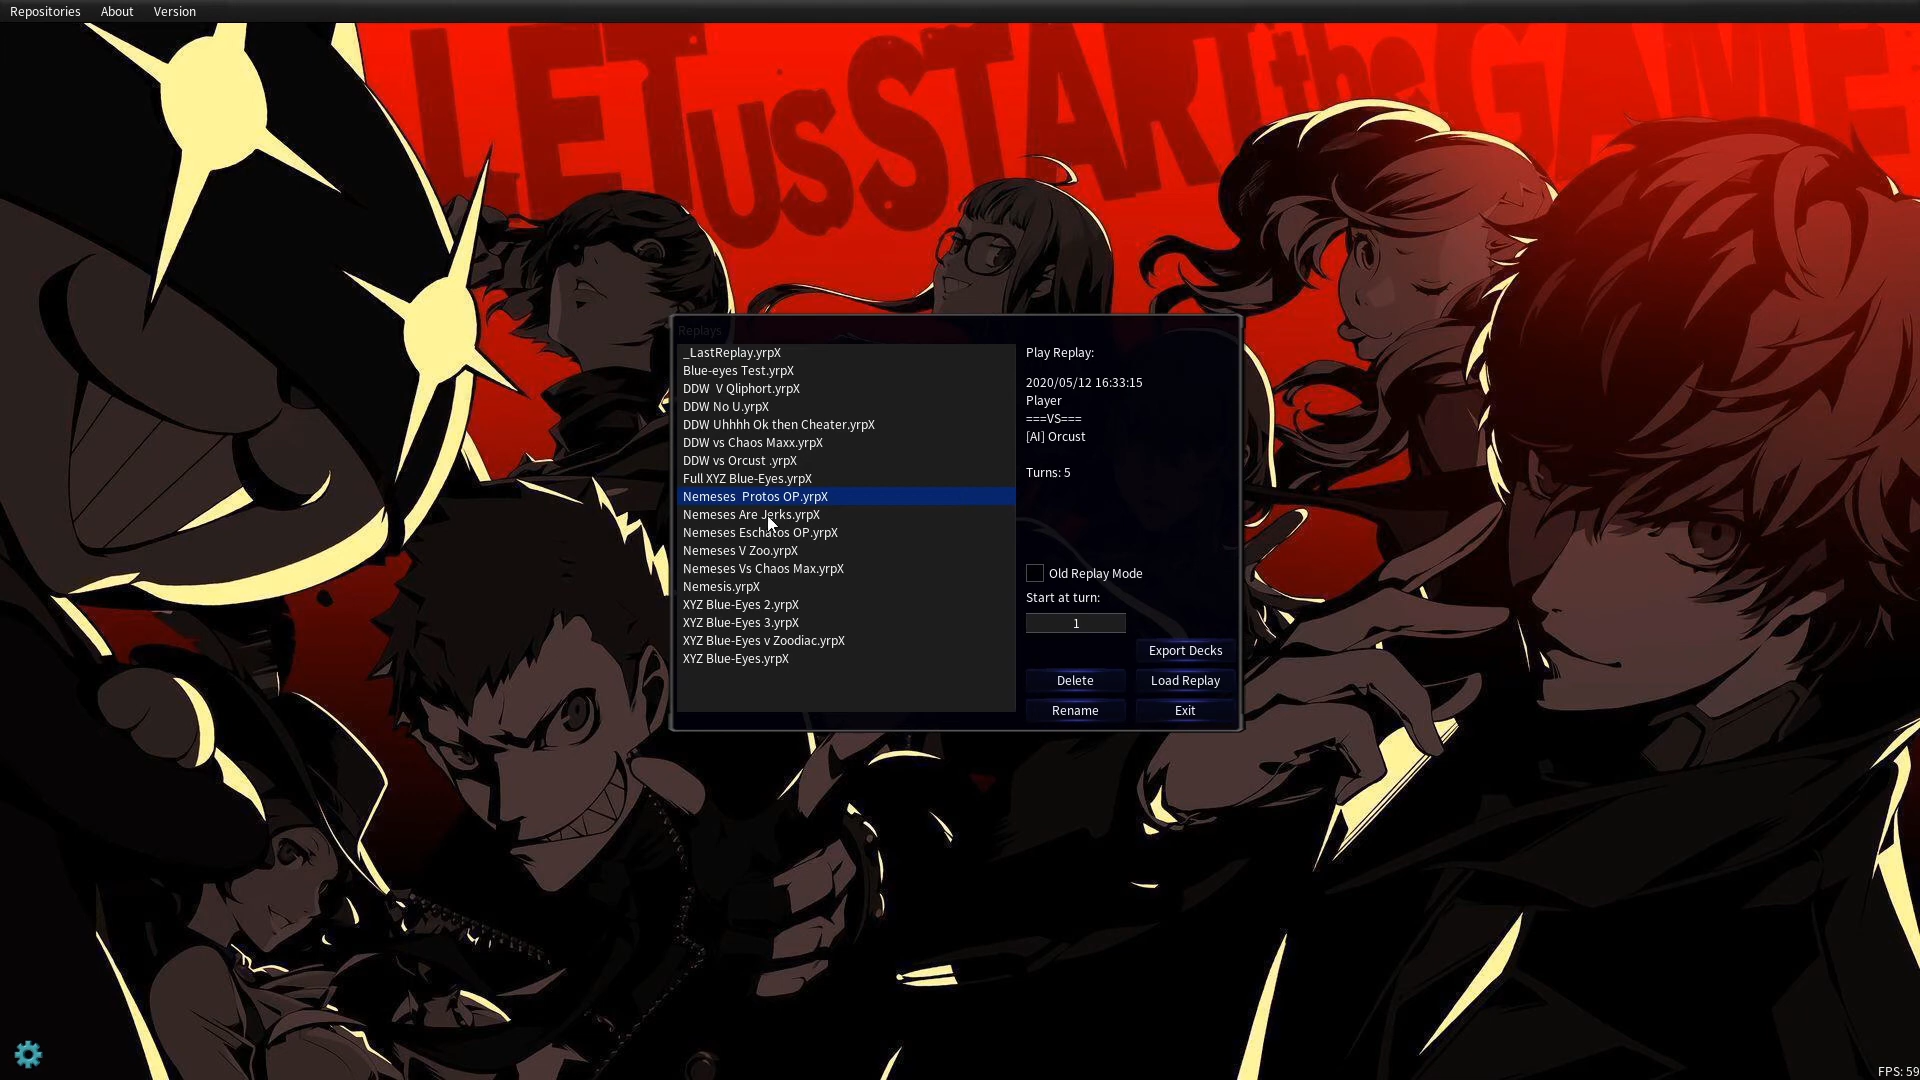 Repositories About Version
LET us START the GAME
Replays
_LastReplay.yrpX
Blue-eyes Test.yrpX
DDW  V Qliphort.yrpX
DDW No U.yrpX
DDW Uhhhh Ok then Cheater.yrpX
DDW vs Chaos Maxx.yrpX
DDW vs Orcust .yrpX
Full XYZ Blue-Eyes.yrpX
Nemeses  Protos OP.yrpX
Nemeses Are Jerks.yrpX
Nemeses Eschatos OP.yrpX
Nemeses V Zoo.yrpX
Nemeses Vs Chaos Max.yrpX
Nemesis.yrpX
XYZ Blue-Eyes 2.yrpX
XYZ Blue-Eyes 3.yrpX
XYZ Blue-Eyes v Zoodiac.yrpX
XYZ Blue-Eyes.yrpX
Play Replay:
2020/05/12 16:33:15
Player
===VS===
[AI] Orcust
Turns: 5
Old Replay Mode
Start at turn:
1
Export Decks
Delete Load Replay
Rename Exit
FPS: 59